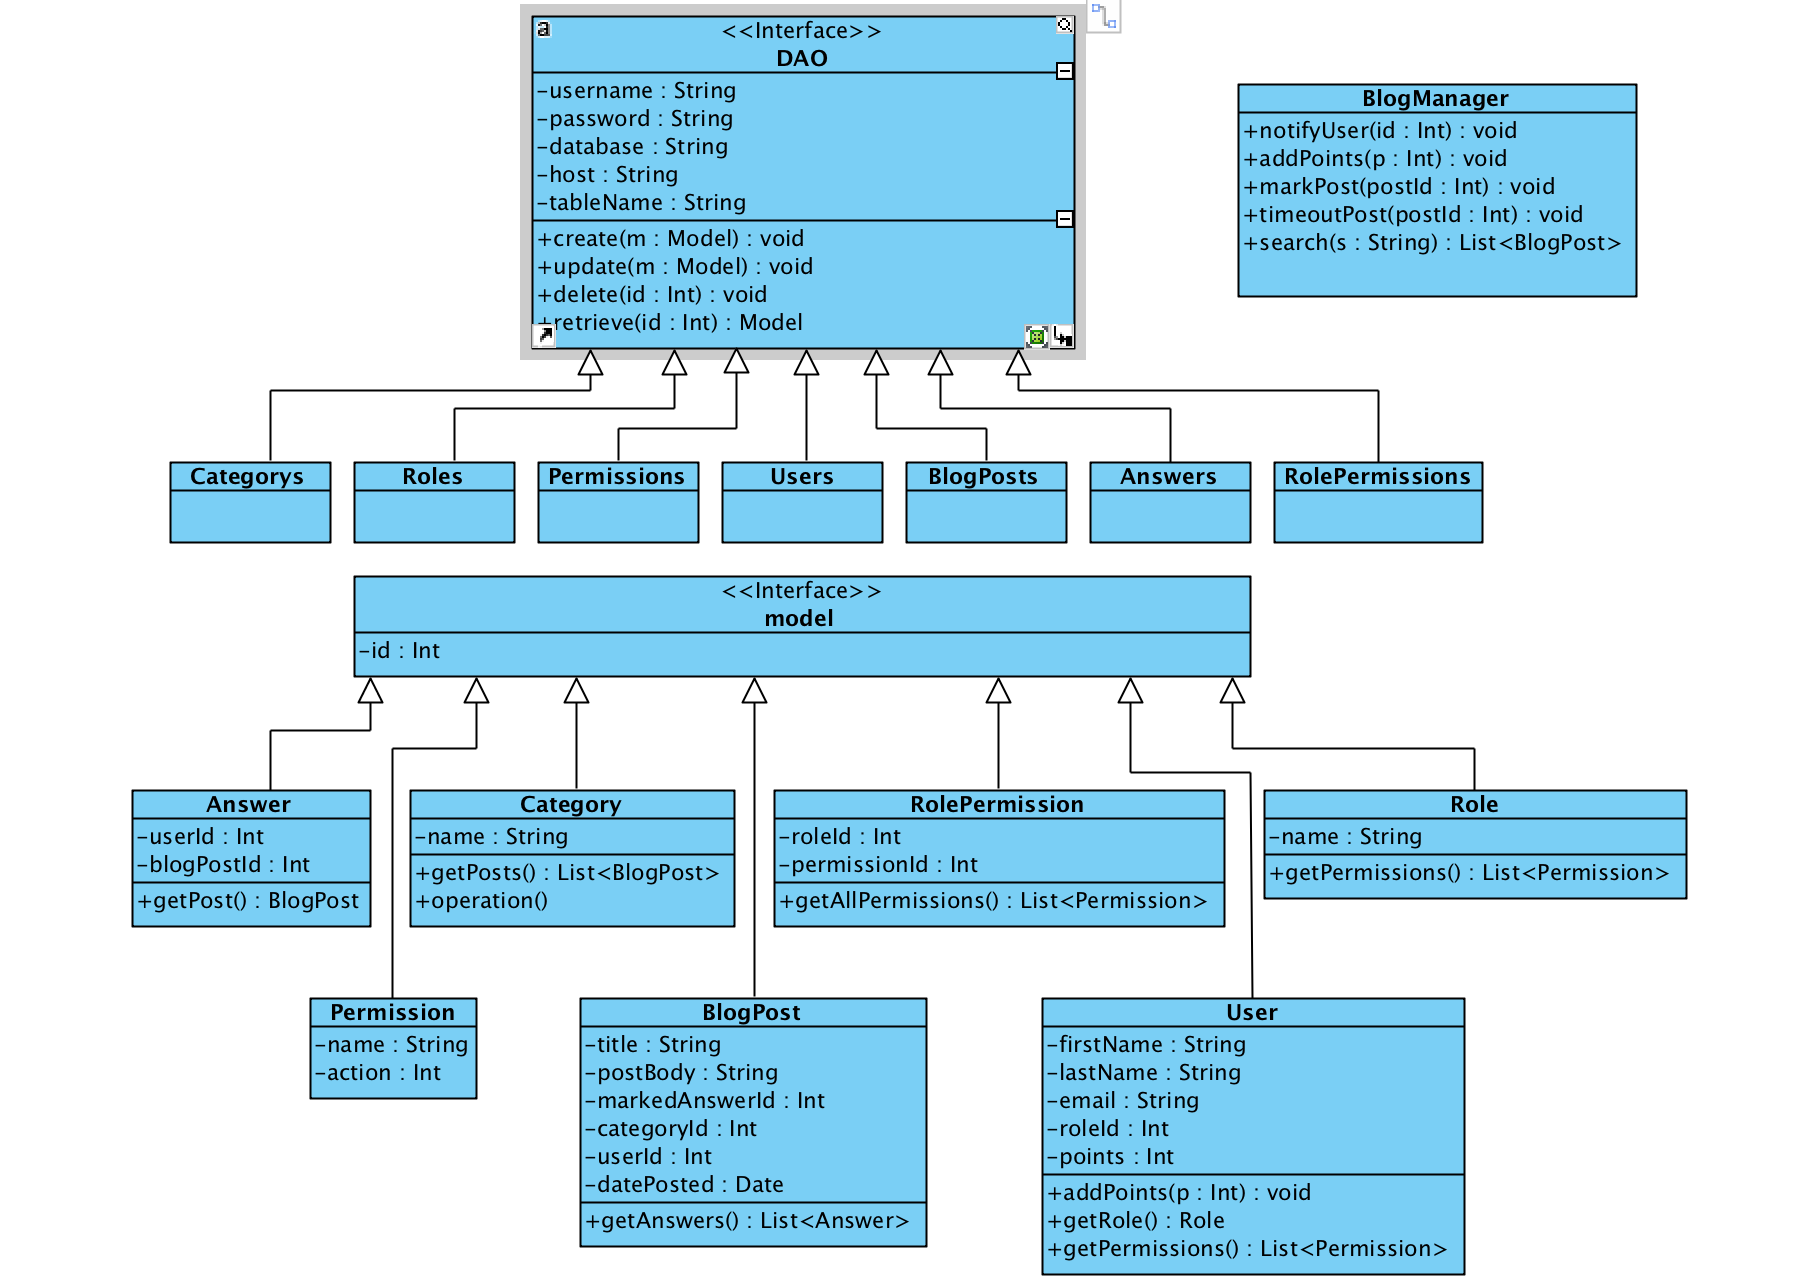 <<Interface>>
DAO
-username : String
-password : String
-database : String
-host : String
-tableName : String
+create(m : Model) : void
+update(m : Model) : void
+delete(id : Int) : void
+retrieve(id : Int) : Model
BlogManager
+notifyUser(id : Int) : void
+addPoints(p : Int) : void
+markPost(postId : Int) : void
+timeoutPost(postId : Int) : void
+search(s : String) : List<BlogPost>
Categorys
Roles
Permissions
Users
BlogPosts
Answers
RolePermissions
<<Interface>>
model
-id : Int
Answer
-userId : Int
-blogPostId : Int
+getPost() : BlogPost
Category
-name : String
+getPosts() : List<BlogPost>
+operation()
RolePermission
-roleId : Int
-permissionId : Int
+getAllPermissions() : List<Permission>
Role
-name : String
+getPermissions() : List<Permission>
Permission
-name : String
-action : Int
BlogPost
-title : String
-postBody : String
-markedAnswerId : Int
-categoryId : Int
-userId : Int
-datePosted : Date
+getAnswers() : List<Answer>
User
-firstName : String
-lastName : String
-email : String
-roleId : Int
-points : Int
+addPoints(p : Int) : void
+getRole() : Role
+getPermissions() : List<Permission>